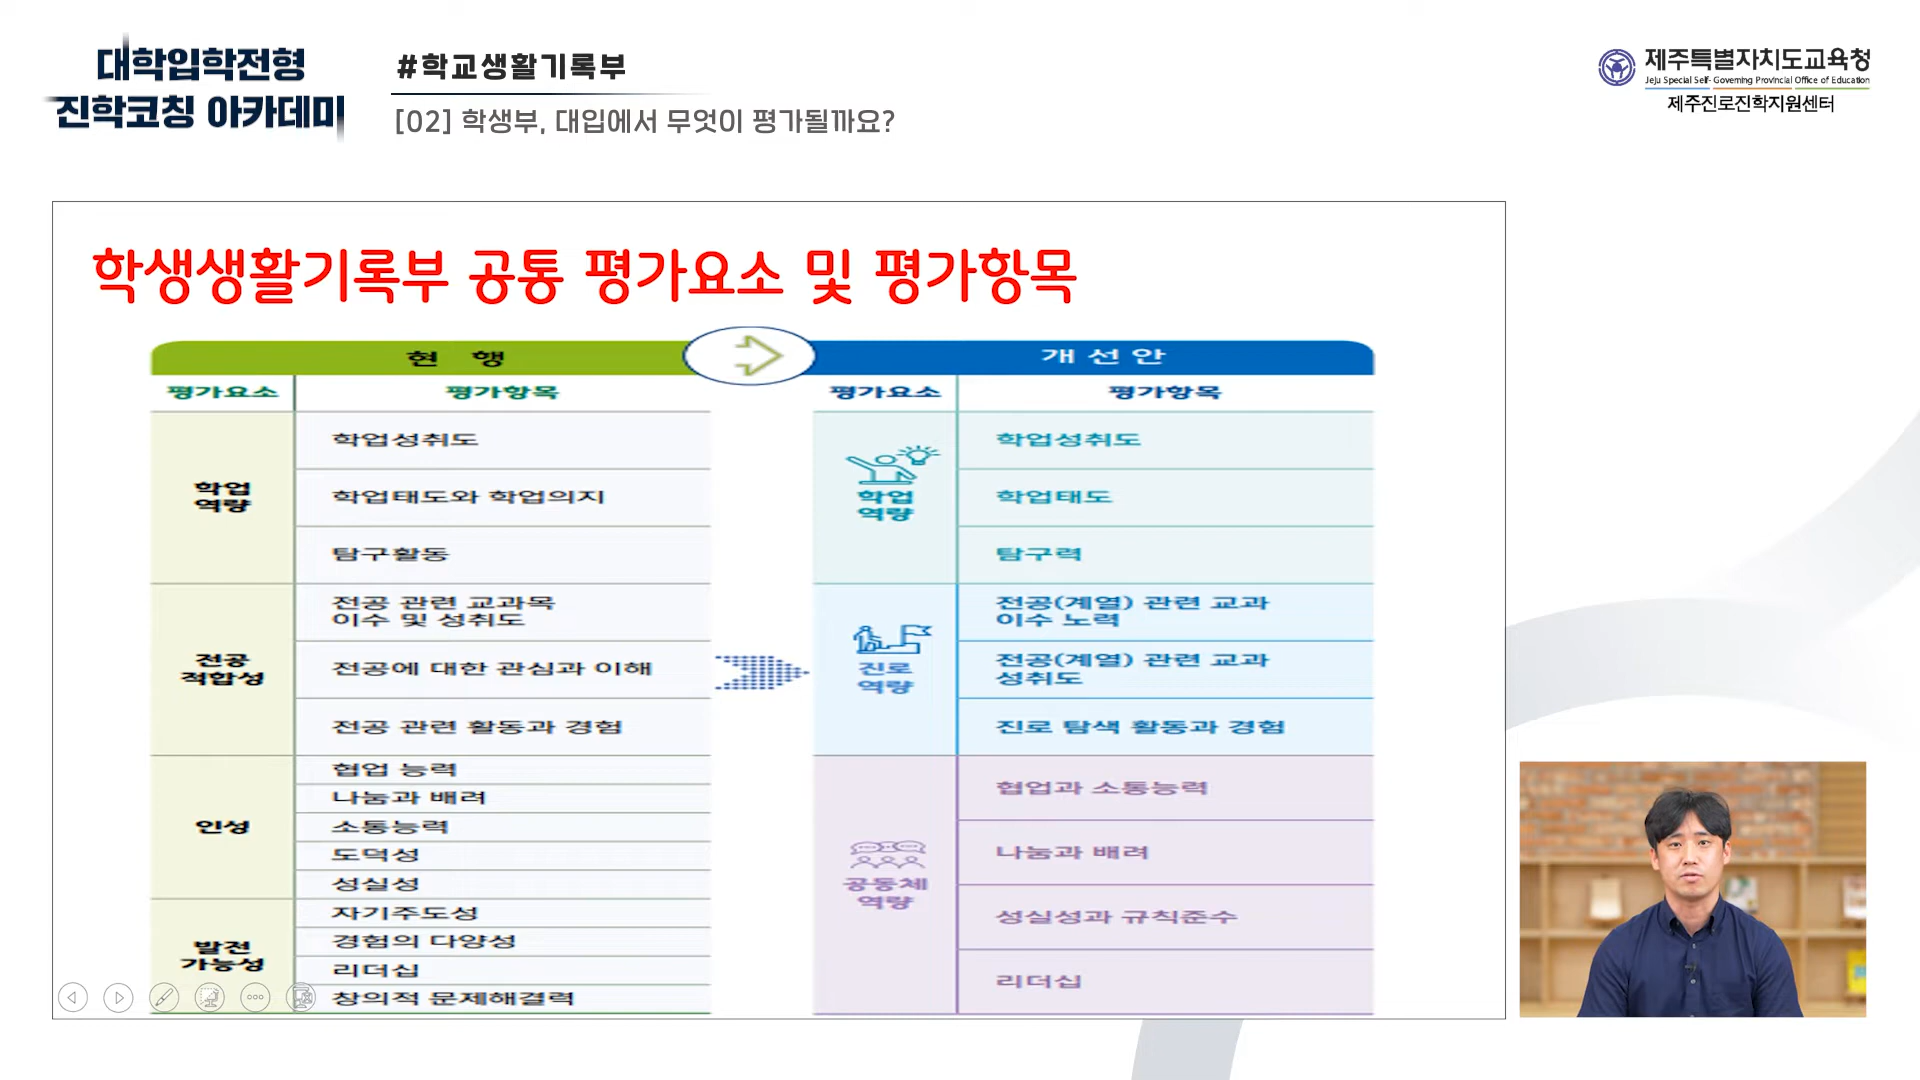 대학입학전형
진학코칭 아카데미
#학교생활기록부
[02] 학생부, 대입에서 무엇이 평가될까요?
제주특별자치도교육청
Jeju Special Self-Governing Provincial Office of Education
제주진로진학지원센터
학생생활기록부 공통 평가요소 및 평가항목
현 행
평가요소
평가항목
학업
역량
학업성취도
학업태도와 학업의지
탐구활동
전공
적합성
전공 관련 교과목
이수 및 성취도
전공에 대한 관심과 이해
전공 관련 활동과 경험
인성
협업 능력
나눔과 배려
소통능력
도덕성
성실성
발전
가능성
자기주도성
경험의 다양성
리더십
창의적 문제해결력
개 선 안
평가요소
평가항목
학업
역량
학업성취도
학업태도
탐구력
진로
역량
전공(계열) 관련 교과
이수 노력
전공(계열) 관련 교과
성취도
진로 탐색 활동과 경험
공동체
역량
협업과 소통능력
나눔과 배려
성실성과 규칙준수
리더십